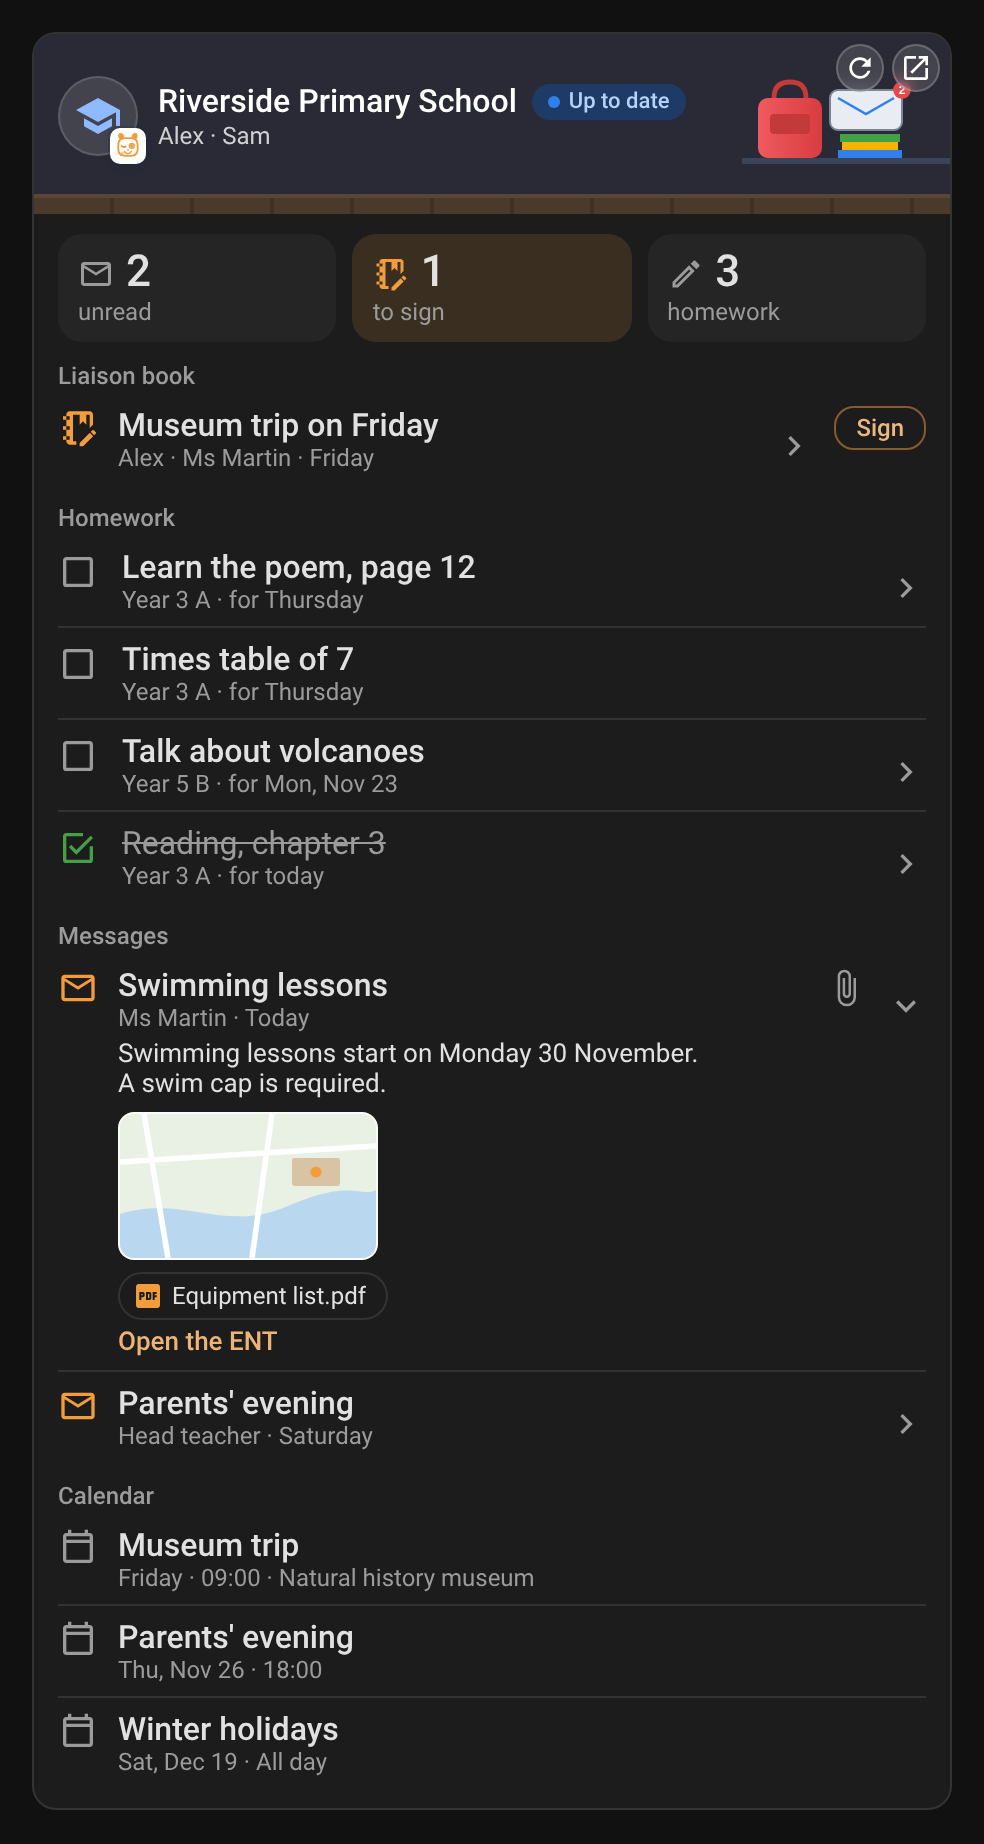 Riverside Primary School
Up to date
Alex · Sam
2
2
unread
1
to sign
3
homework
Liaison book
Museum trip on Friday
Alex · Ms Martin · Friday
Sign
Homework
Learn the poem, page 12
Year 3 A · for Thursday
Times table of 7
Year 3 A · for Thursday
Talk about volcanoes
Year 5 B · for Mon, Nov 23
Reading, chapter 3
Year 3 A · for today
Messages
Swimming lessons
Ms Martin · Today
Swimming lessons start on Monday 30 November.
A swim cap is required.
PDF Equipment list.pdf
Open the ENT
Parents' evening
Head teacher · Saturday
Calendar
Museum trip
Friday · 09:00 · Natural history museum
Parents' evening
Thu, Nov 26 · 18:00
Winter holidays
Sat, Dec 19 · All day